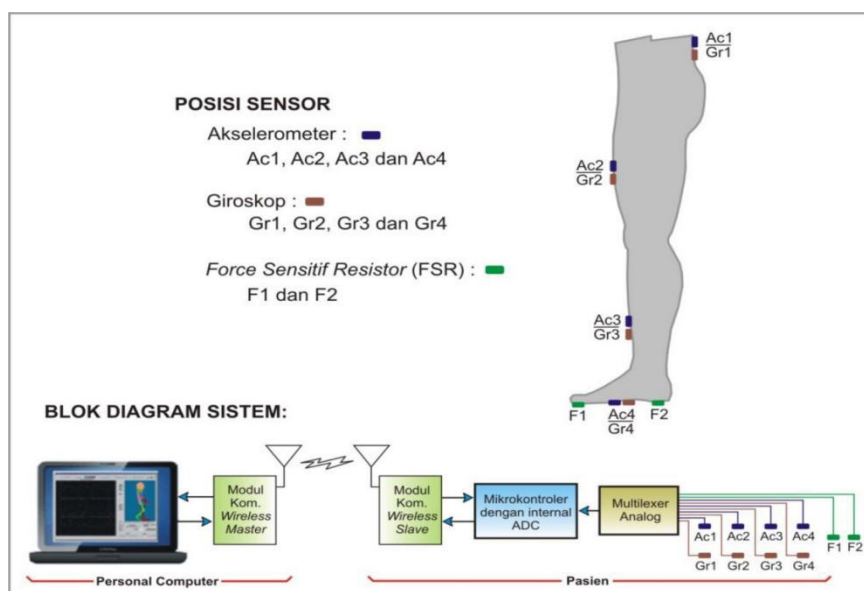 POSISI SENSOR
Akselerometer :
Ac1, Ac2, Ac3 dan Ac4
Giroskop :
Gr1, Gr2, Gr3 dan Gr4
Force Sensitif Resistor (FSR) :
F1 dan F2
Ac1
Gr1
Ac2
Gr2
Ac3
Gr3
F1
Ac4
Gr4
F2
BLOK DIAGRAM SISTEM:
Modul
Kom.
Wireless
Master
Modul
Kom.
Wireless
Slave
Mikrokontroler
dengan internal
ADC
Multilexer
Analog
Ac1 Ac2 Ac3 Ac4
Gr1 Gr2 Gr3 Gr4
F1 F2
Personal Computer
Pasien